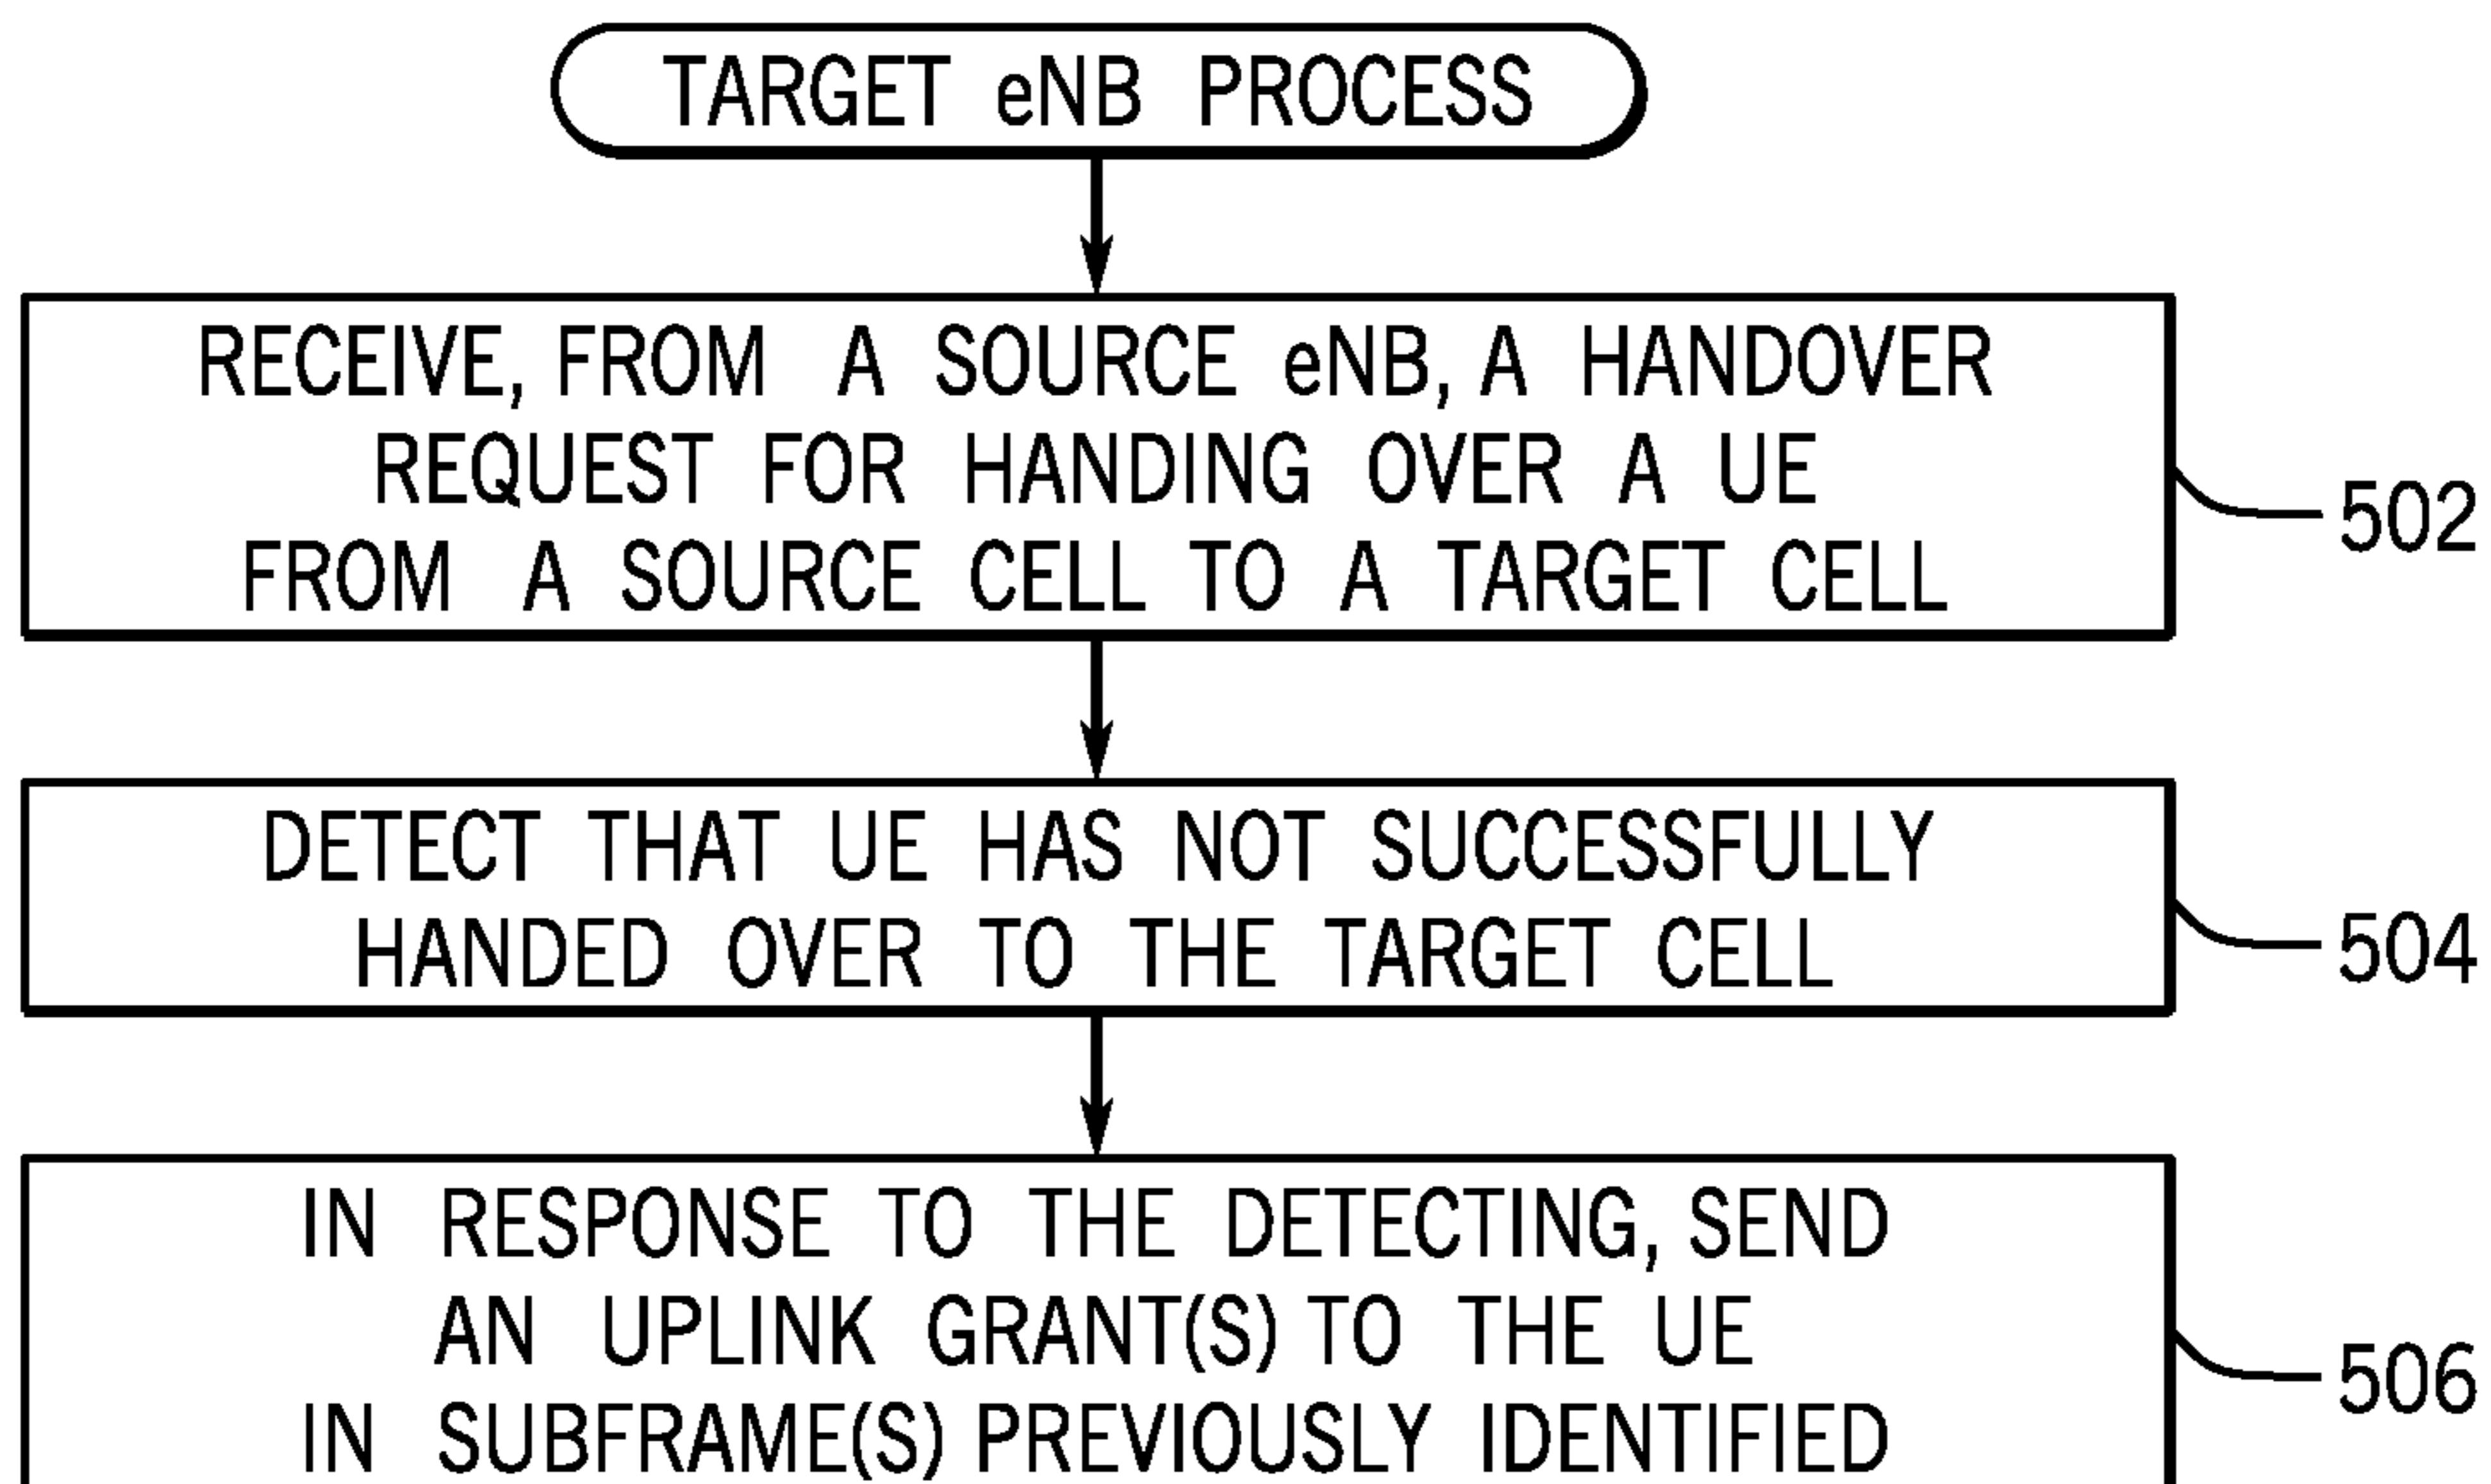 TARGET eNB PROCESS
RECEIVE, FROM A SOURCE eNB, A HANDOVER
REQUEST FOR HANDING OVER A UE
FROM A SOURCE CELL TO A TARGET CELL
502
DETECT THAT UE HAS NOT SUCCESSFULLY
HANDED OVER TO THE TARGET CELL
504
IN RESPONSE TO THE DETECTING, SEND
AN UPLINK GRANT(S) TO THE UE
IN SUBFRAME(S) PREVIOUSLY IDENTIFIED
506